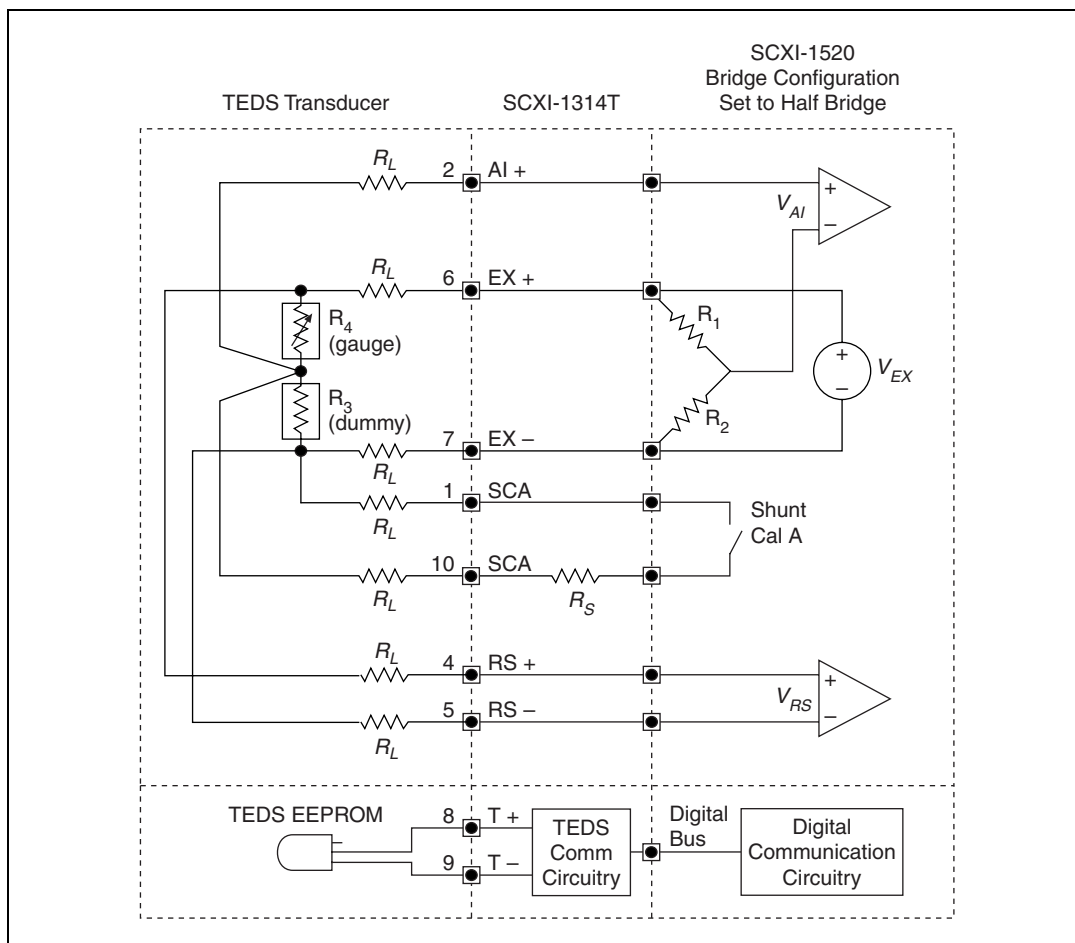 SCXI-1520
Bridge Configuration
Set to Half Bridge
TEDS Transducer
SCXI-1314T
R_L
2
AI +
V_AI
+
–
R_L
6
EX +
R_4
(gauge)
R_1
+
–
V_EX
R_3
(dummy)
R_2
7
EX –
R_L
1
SCA
R_L
Shunt
Cal A
10
SCA
R_L
R_S
R_L
4
RS +
+
V_RS
5
RS –
–
R_L
TEDS EEPROM
–
8
T +
9
T –
TEDS
Comm
Circuitry
Digital
Bus
Digital
Communication
Circuitry